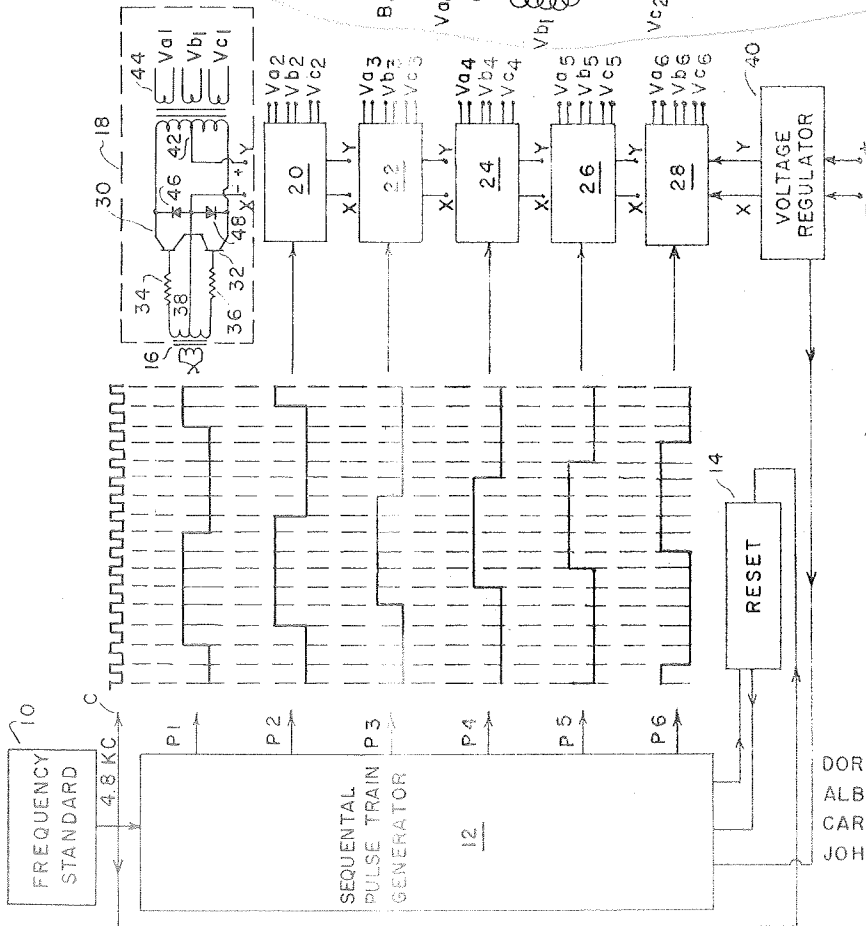 10
FREQUENCY
STANDARD
4.8 KC
C
SEQUENTAL
PULSE TRAIN
GENERATOR
12
P1
P2
P3
P4
P5
P6
RESET
14
16
18
30
32
34
36
38
42
44
46
48
X
- +
Y
Va1
Vb1
Vc1
20
X
Y
Va2
Vb2
Vc2
22
X
Y
Va3
Vb3
Vc3
24
X
Y
Va4
Vb4
Vc4
26
X
Y
Va5
Vb5
Vc5
28
X
Y
Va6
Vb6
Vc6
VOLTAGE
REGULATOR
40
Vb1
Vc2
DOR
ALB
CAR
JOH